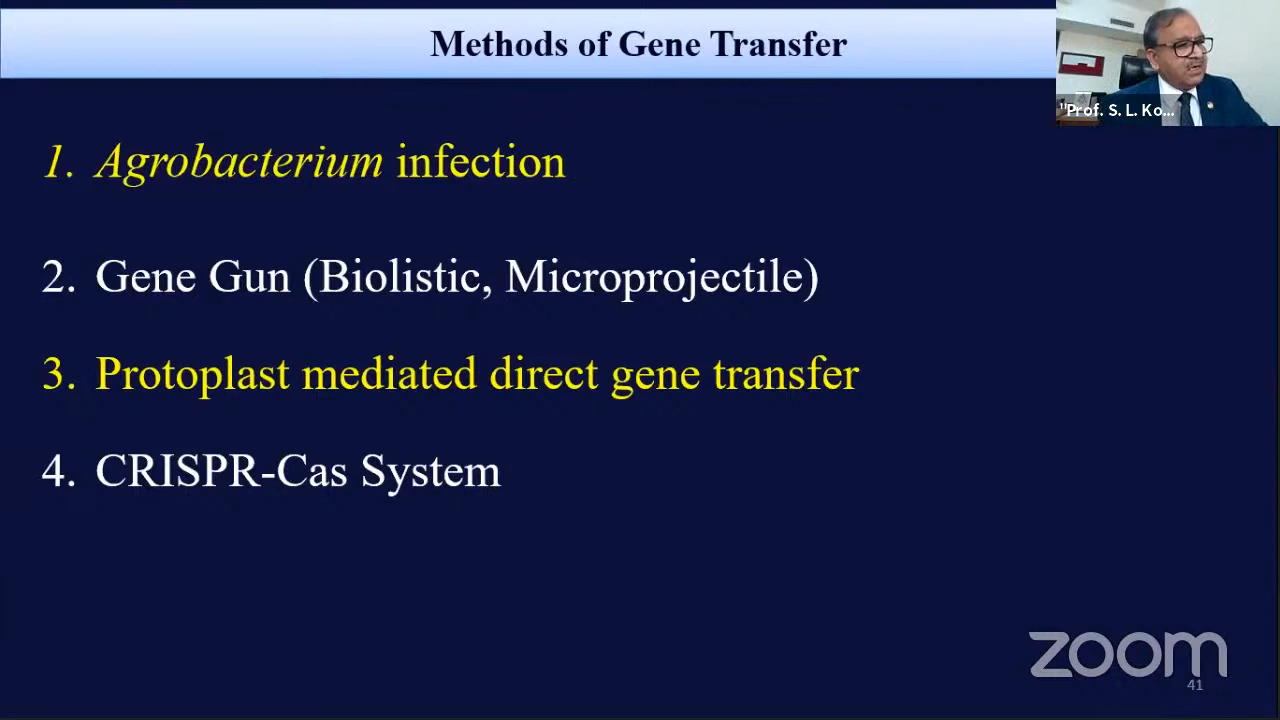 Methods of Gene Transfer
"Prof. S. L. Ko...
1. Agrobacterium infection
2. Gene Gun (Biolistic, Microprojectile)
3. Protoplast mediated direct gene transfer
4. CRISPR-Cas System
zoom
41